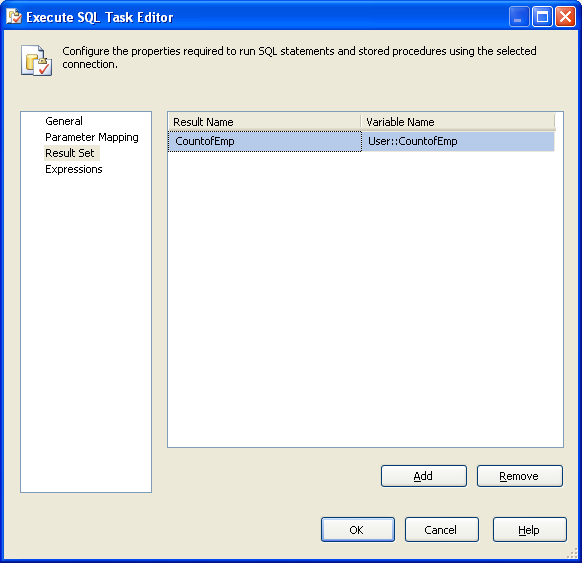 Execute SQL Task Editor
Configure the properties required to run SQL statements and stored procedures using the selected
connection.
General
Parameter Mapping
Result Set
Expressions
Result Name Variable Name
CountofEmp User::CountofEmp
Add Remove
OK Cancel Help